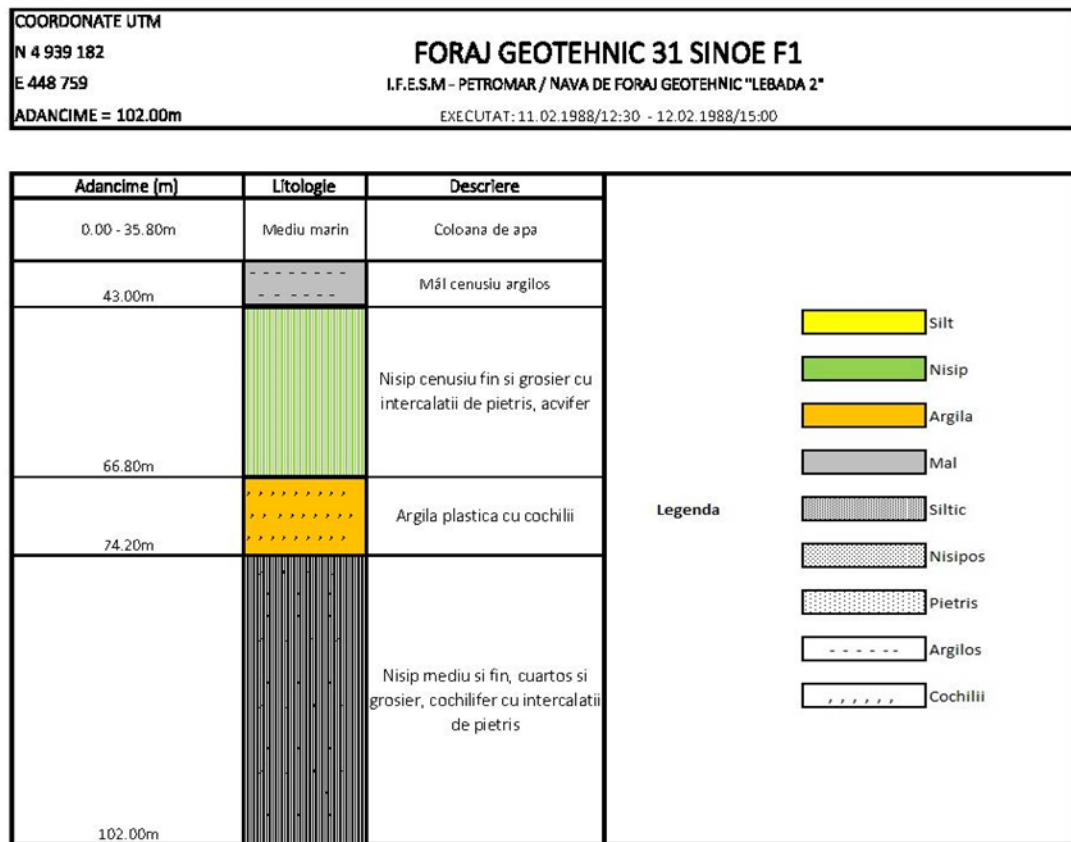 COORDONATE UTM
N 4 939 182
E 448 759
ADANCIME = 102.00m
FORAJ GEOTEHNIC 31 SINOE F1
I.F.E.S.M - PETROMAR / NAVA DE FORAJ GEOTEHNIC "LEBADA 2"
EXECUTAT: 11.02.1988/12:30 - 12.02.1988/15:00
Adancime (m) Litologie Descriere
0.00 - 35.80m Mediu marin Coloana de apa
43.00m
Mâl cenusiu argilos
66.80m
Nisip cenusiu fin si grosier cu
intercalatii de pietris, acvifer
74.20m
Argila plastica cu cochilii
102.00m
Nisip mediu si fin, cuartos si
grosier, cochilifer cu intercalatii
de pietris
Legenda
Silt
Nisip
Argila
Mal
Siltic
Nisipos
Pietris
Argilos
Cochilii